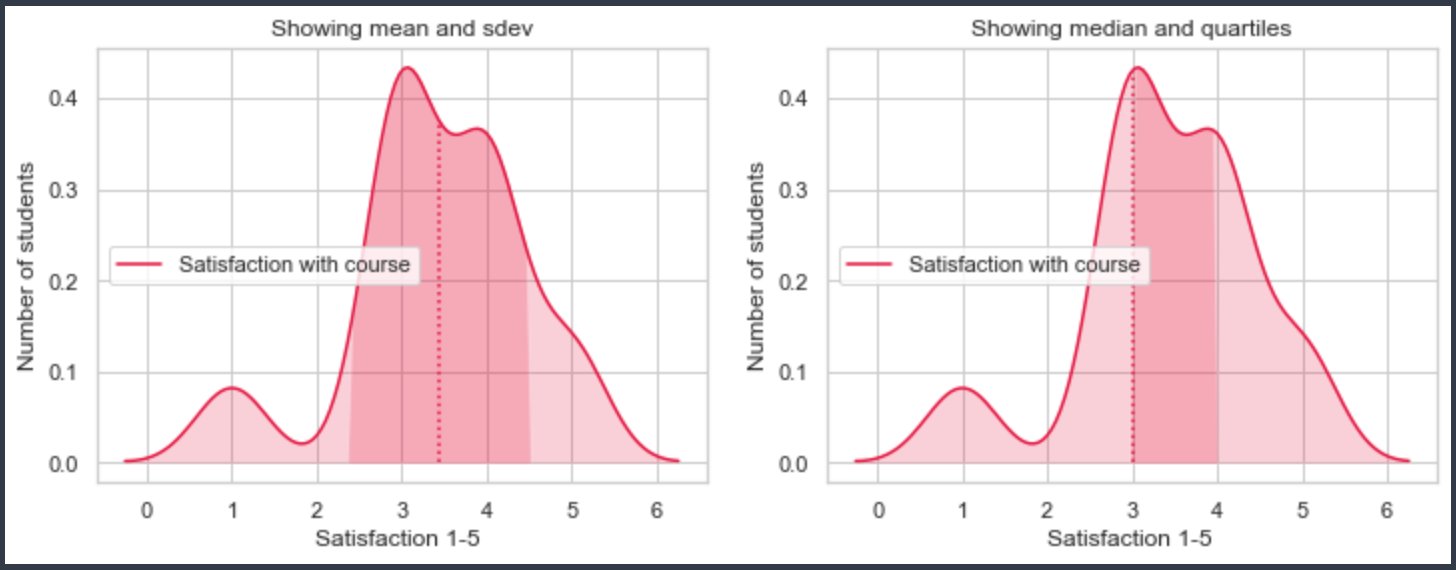 Showing mean and sdev
Number of students
0.4
0.3
0.2
0.1
0.0
Satisfaction with course
0 1 2 3 4 5 6
Satisfaction 1-5
Showing median and quartiles
Number of students
0.4
0.3
0.2
0.1
0.0
Satisfaction with course
0 1 2 3 4 5 6
Satisfaction 1-5